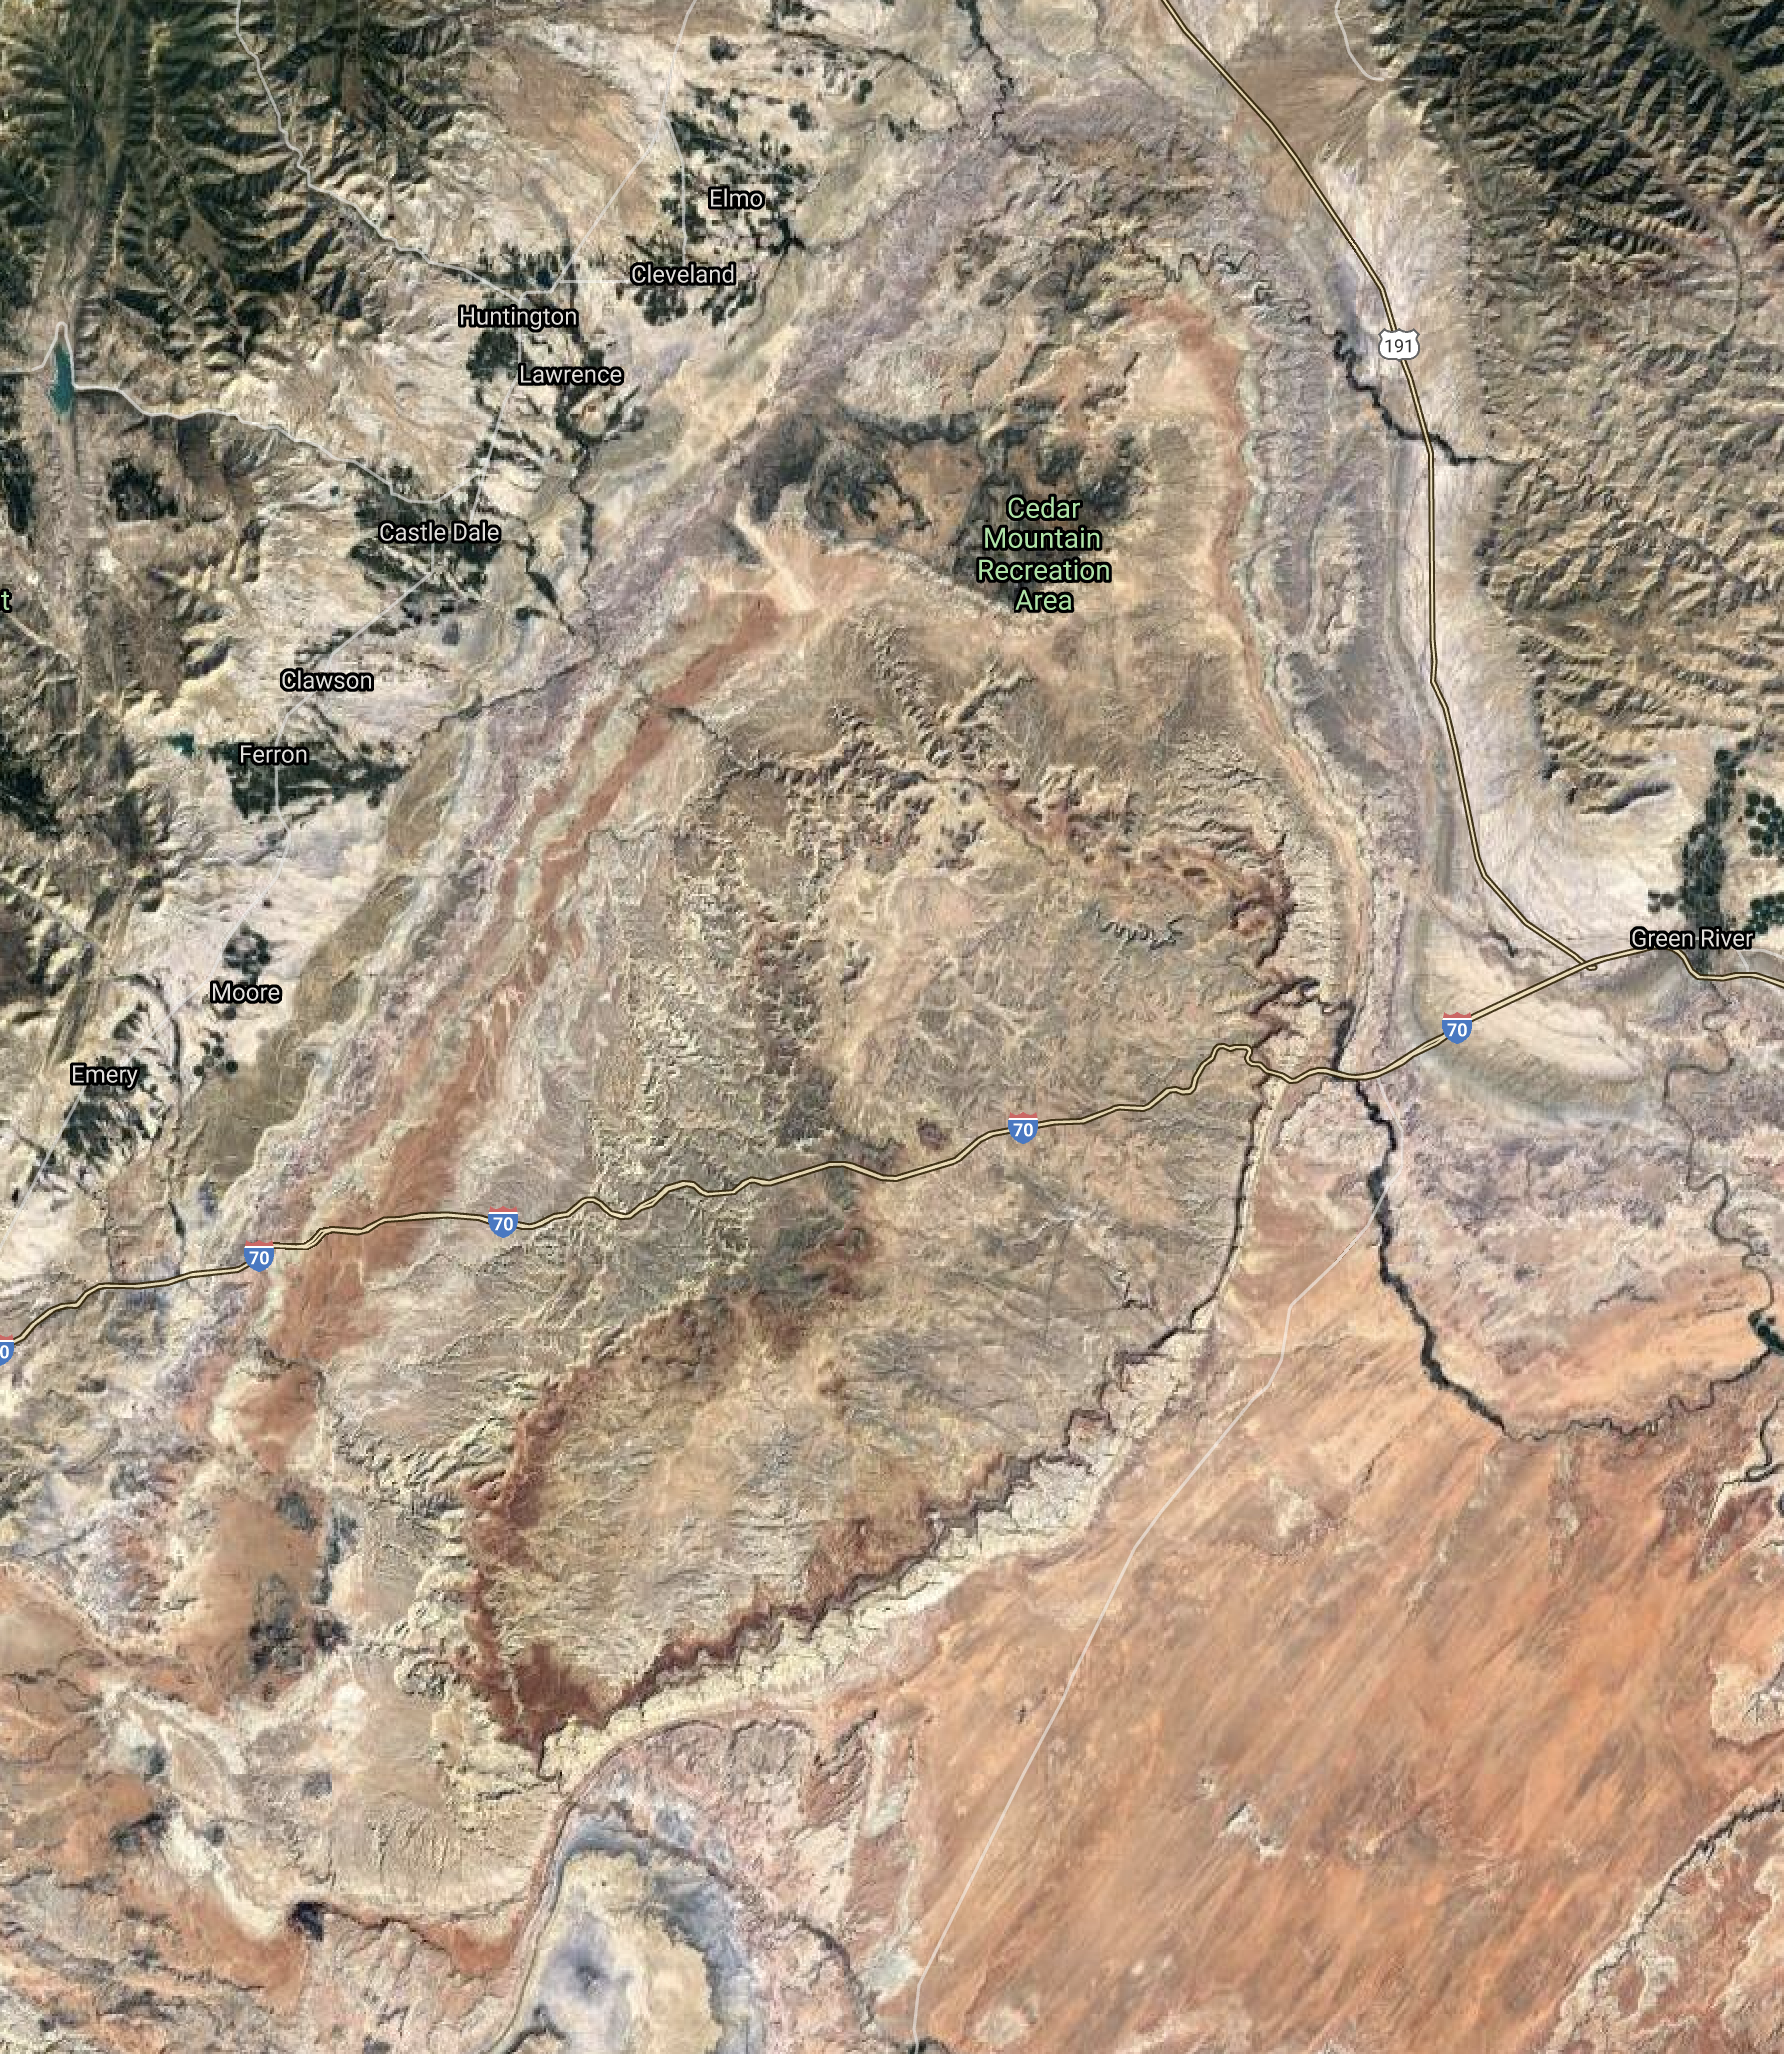 Elmo
Cleveland
Huntington
191
Lawrence
Cedar
Mountain
Recreation
Area
Castle Dale
t
Clawson
Ferron
Green River
Moore
70
Emery
70
70
70
0